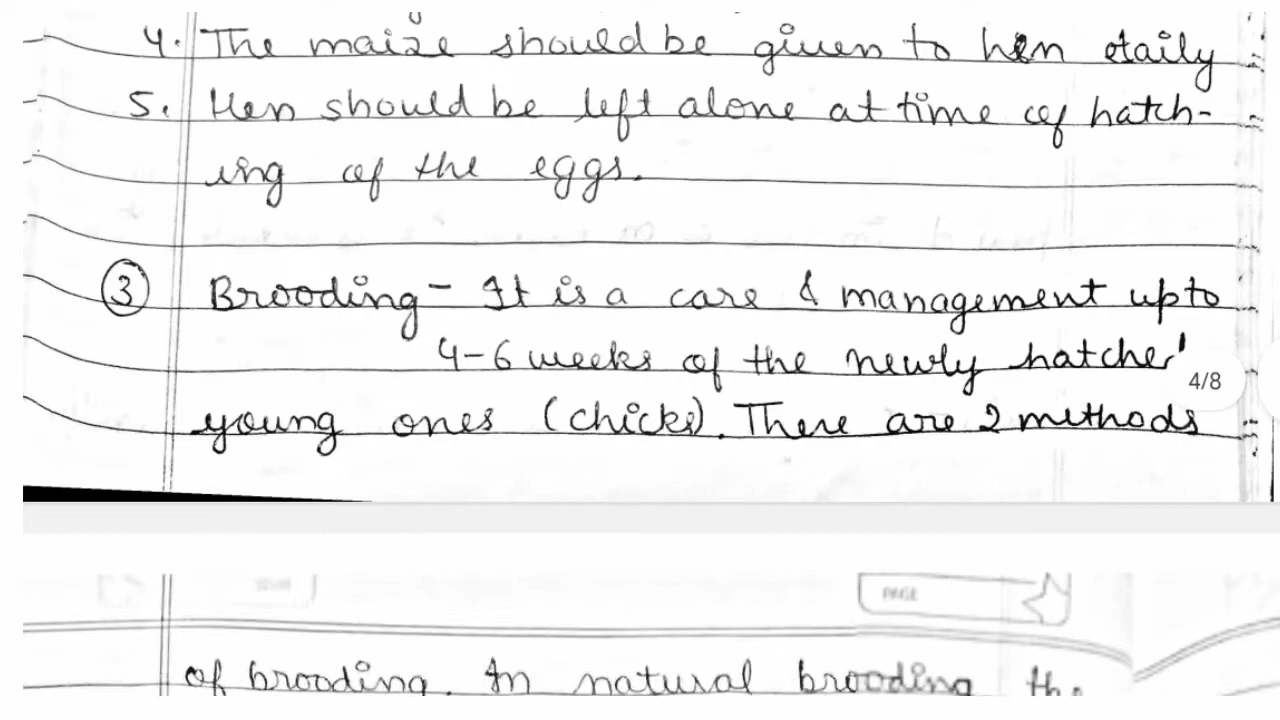 4. The maize should be given to hen daily
5. Hen should be left alone at time of hatch-
ing of the eggs.
3 Brooding - It is a care & management upto
4-6 weeks of the newly hatched
4/8
young ones (chicks). There are 2 methods
PAGE
of brooding. In natural brooding the